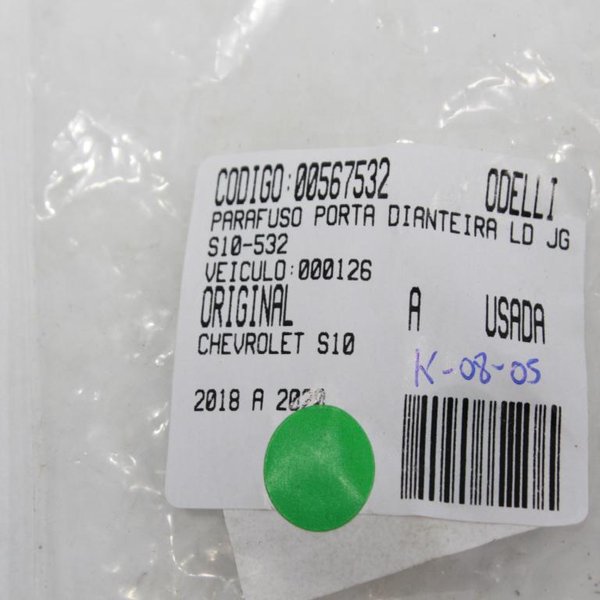 CODIGO:00567532 ODELLI
PARAFUSO PORTA DIANTEIRA LD JG
S10-532
VEICULO:000126
ORIGINAL A USADA
CHEVROLET S10
K-08-05
2018 A